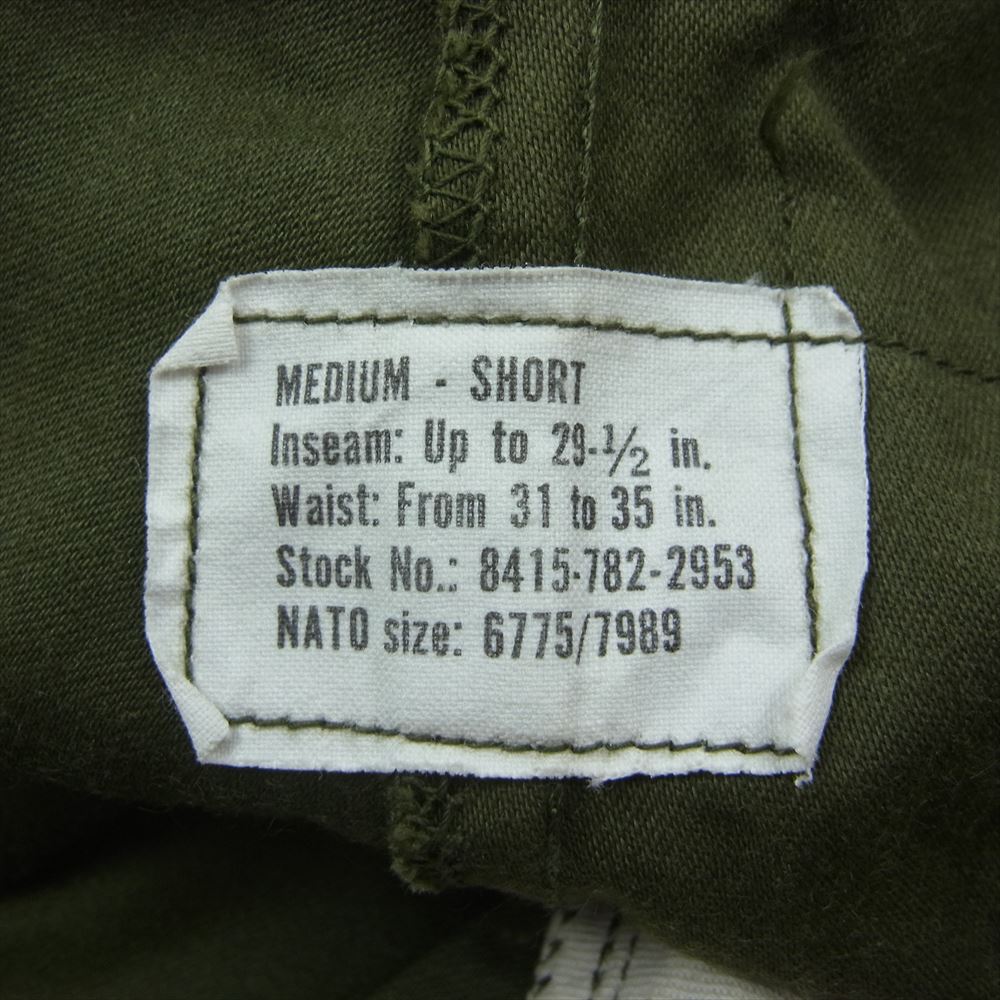 MEDIUM - SHORT
Inseam: Up to 29-1/2 in.
Waist: From 31 to 35 in.
Stock No.: 8415-782-2953
NATO size: 6775/7989